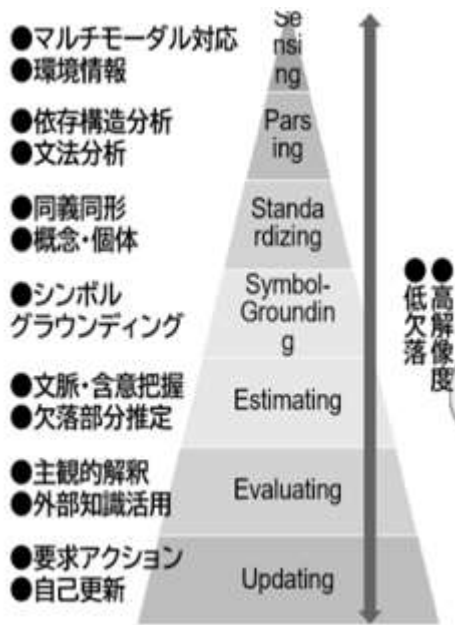 ●マルチモーダル対応
●環境情報
Se
nsi
ng
●依存構造分析
●文法分析
Pars
ing
●同義同形
●概念・個体
Standa
rdizing
●シンボル
グラウンディング
Symbol-
Groundin
g
●文脈・含意把握
●欠落部分推定
Estimating
●主観的解釈
●外部知識活用
Evaluating
●要求アクション
●自己更新
Updating
●高解像度
●低欠落